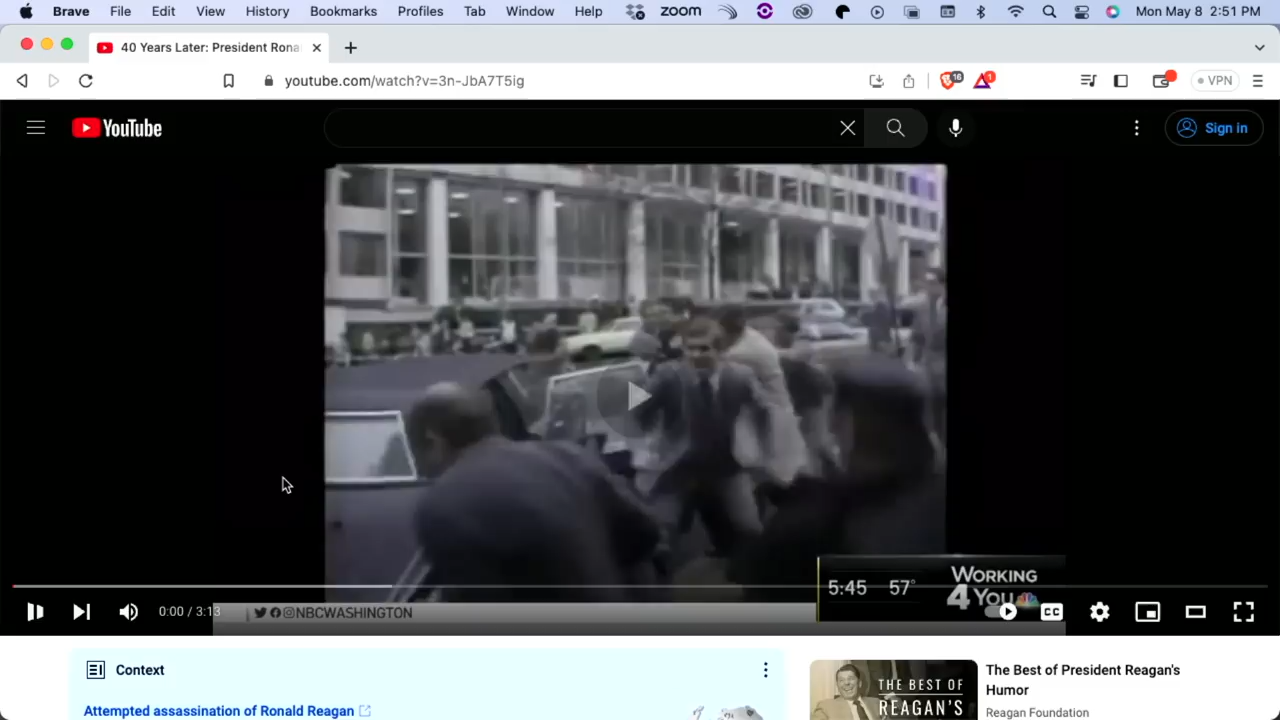 Brave File Edit View History Bookmarks Profiles Tab Window Help zoom Mon May 8 2:51 PM
40 Years Later: President Rona
youtube.com/watch?v=3n-JbA7T5ig 16 1 VPN
YouTube Sign in
5:45 57° WORKING
4 YOU
0:00 / 3:13 NBCWASHINGTON CC
Context
Attempted assassination of Ronald Reagan
THE BEST OF
REAGAN'S
The Best of President Reagan's
Humor
Reagan Foundation